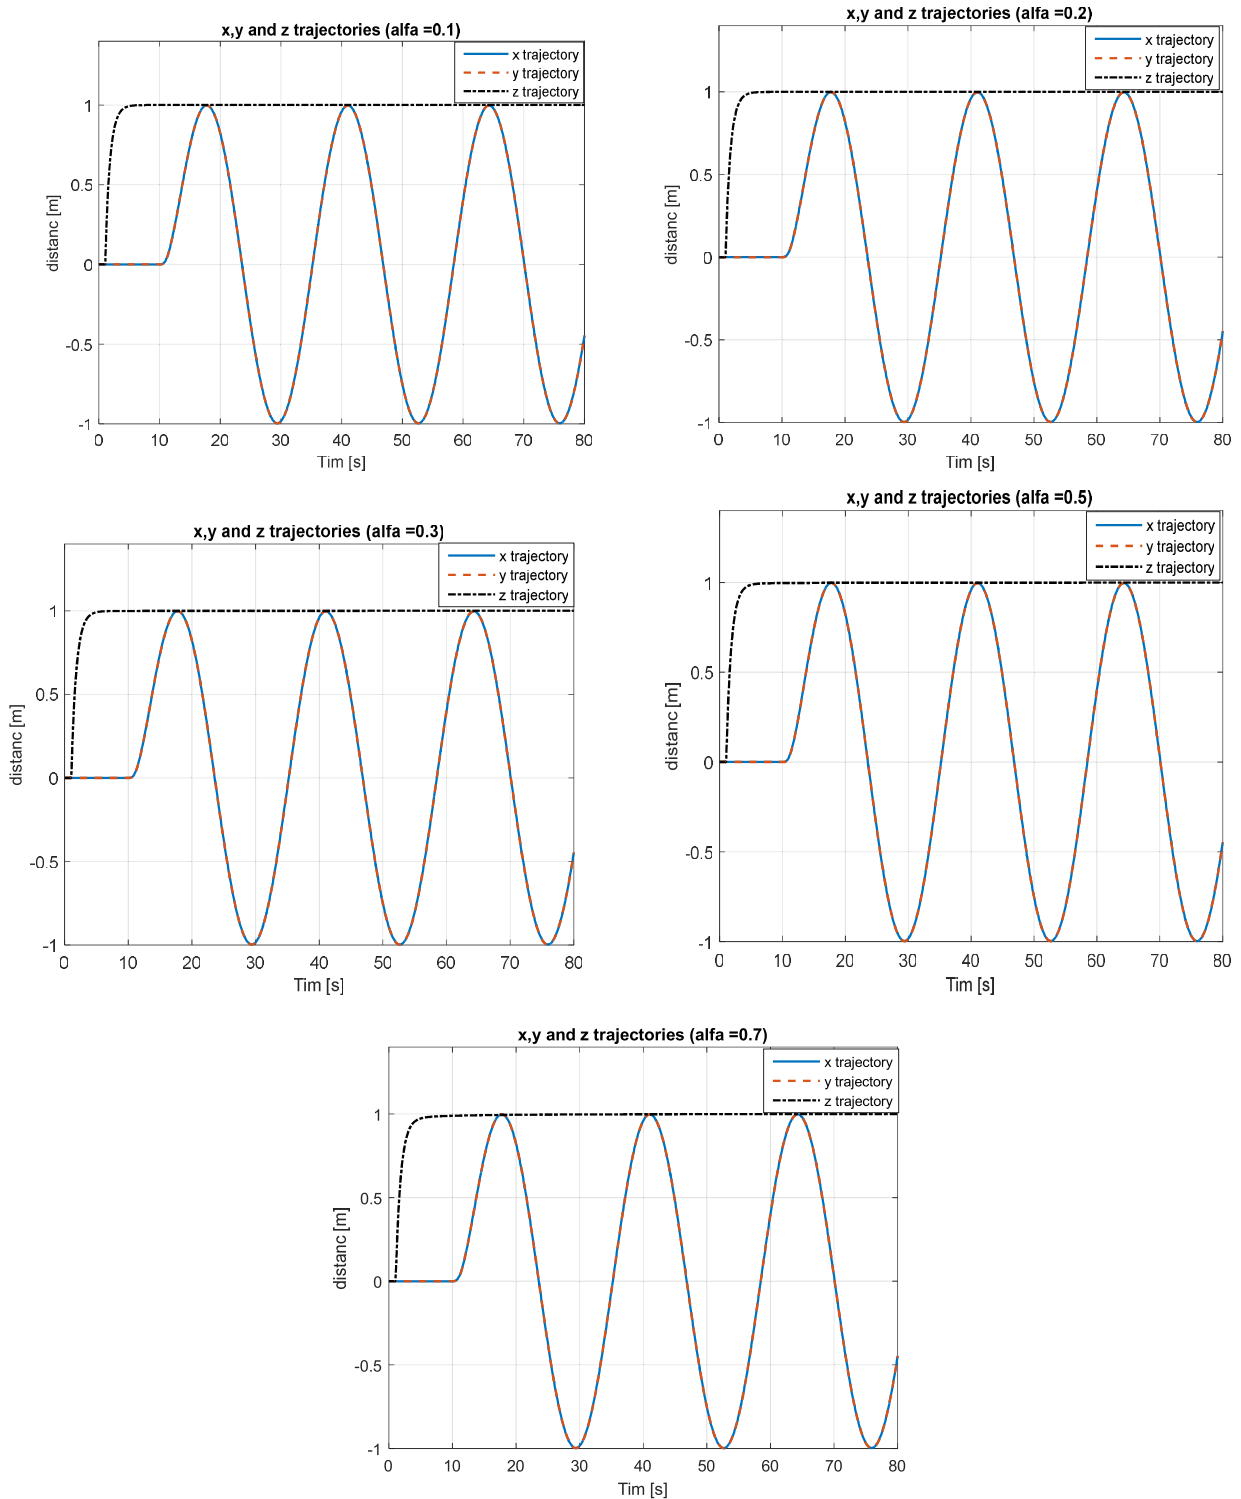 x,y and z trajectories (alfa =0.1)
x trajectory
y trajectory
z trajectory
1
0.5
0
-0.5
-1
distanc [m]
0 10 20 30 40 50 60 70 80
Tim [s]
x,y and z trajectories (alfa =0.2)
x trajectory
y trajectory
z trajectory
1
0.5
0
-0.5
-1
distanc [m]
0 10 20 30 40 50 60 70 80
Tim [s]
x,y and z trajectories (alfa =0.3)
x trajectory
y trajectory
z trajectory
1
0.5
0
-0.5
-1
distanc [m]
0 10 20 30 40 50 60 70 80
Tim [s]
x,y and z trajectories (alfa =0.5)
x trajectory
y trajectory
z trajectory
1
0.5
0
-0.5
-1
distanc [m]
0 10 20 30 40 50 60 70 80
Tim [s]
x,y and z trajectories (alfa =0.7)
x trajectory
y trajectory
z trajectory
1
0.5
0
-0.5
-1
distanc [m]
0 10 20 30 40 50 60 70 80
Tim [s]